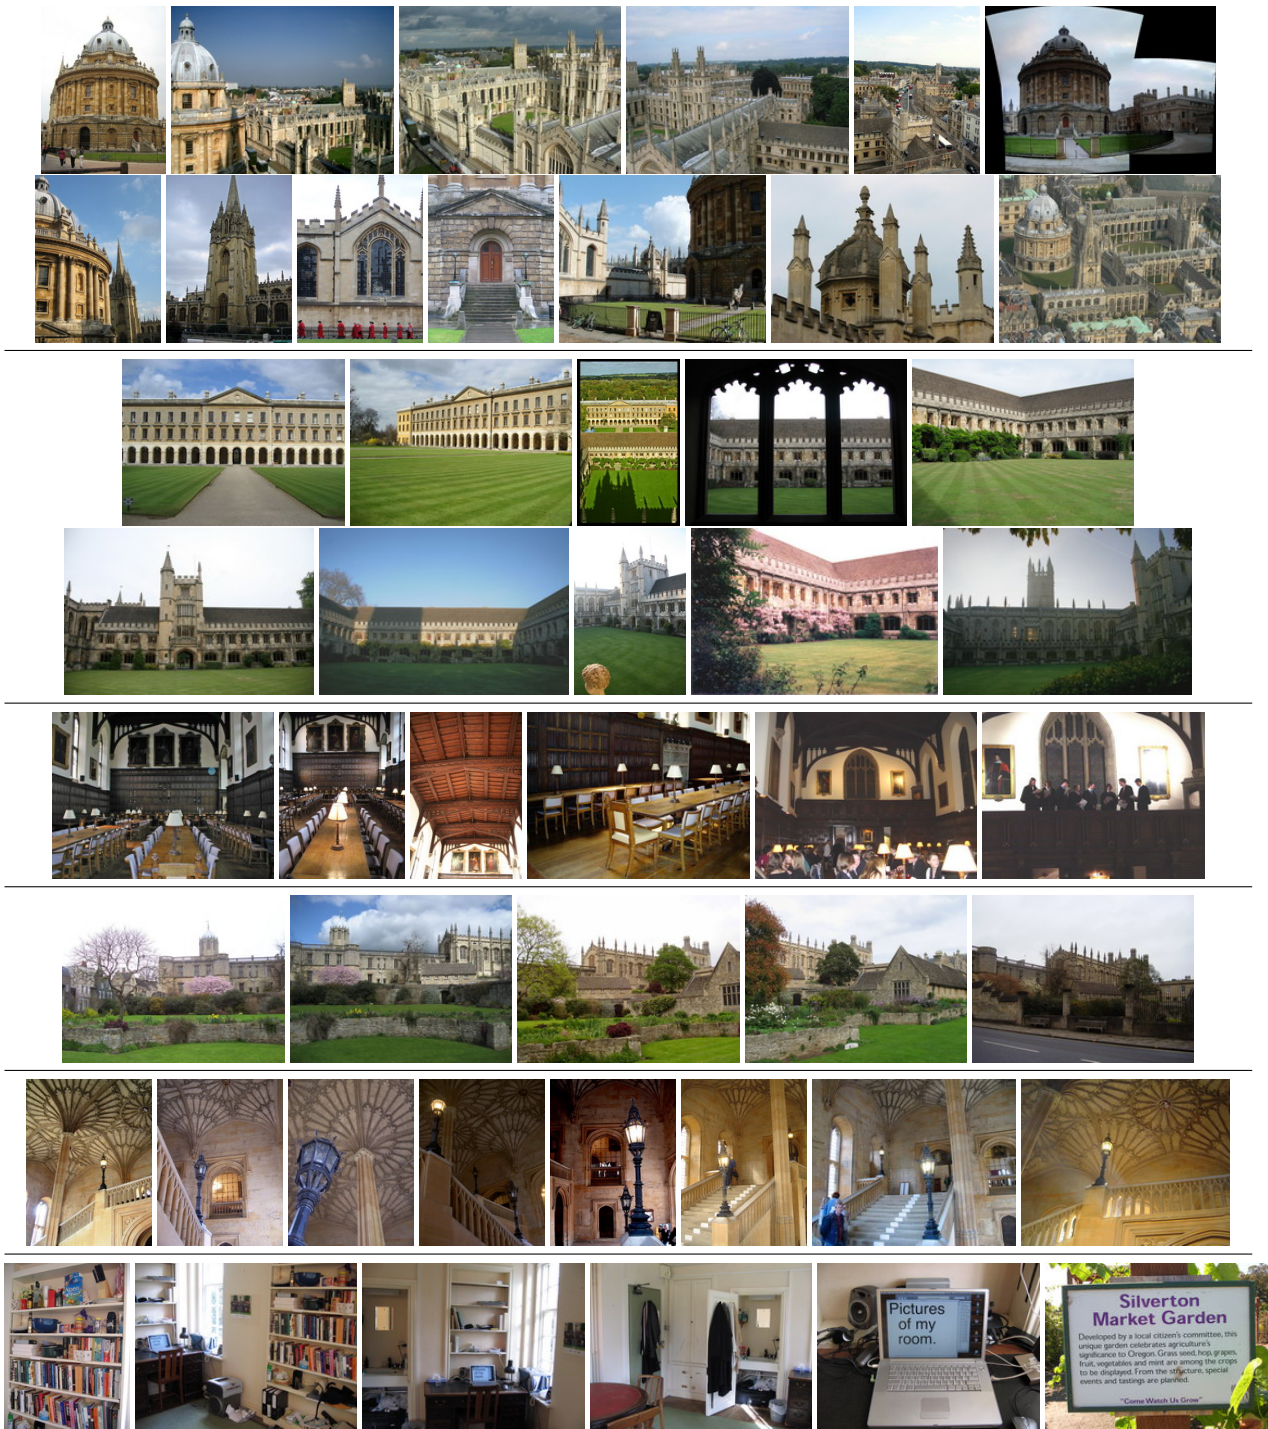 Pictures
of my
room.
Silverton
Market Garden
Developed by a local citizen's committee, this
unique garden celebrates agriculture's
significance to Oregon. Grass seed, hop, grapes,
fruit, vegetables and mint are among the crops
to be displayed. From the structure, special
events and tastings are planned.
"Come Watch Us Grow"